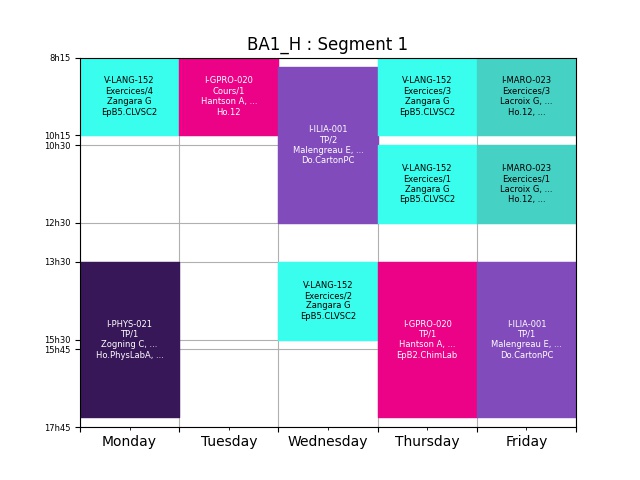 BA1_H : Segment 1
8h15
10h15
10h30
12h30
13h30
15h30
15h45
17h45
V-LANG-152
Exercices/4
Zangara G
EpB5.CLVSC2
I-PHYS-021
TP/1
Zogning C, ...
Ho.PhysLabA, ...
I-GPRO-020
Cours/1
Hantson A, ...
Ho.12
I-ILIA-001
TP/2
Malengreau E, ...
Do.CartonPC
V-LANG-152
Exercices/2
Zangara G
EpB5.CLVSC2
V-LANG-152
Exercices/3
Zangara G
EpB5.CLVSC2
V-LANG-152
Exercices/1
Zangara G
EpB5.CLVSC2
I-GPRO-020
TP/1
Hantson A, ...
EpB2.ChimLab
I-MARO-023
Exercices/3
Lacroix G, ...
Ho.12, ...
I-MARO-023
Exercices/1
Lacroix G, ...
Ho.12, ...
I-ILIA-001
TP/1
Malengreau E, ...
Do.CartonPC
Monday
Tuesday
Wednesday
Thursday
Friday